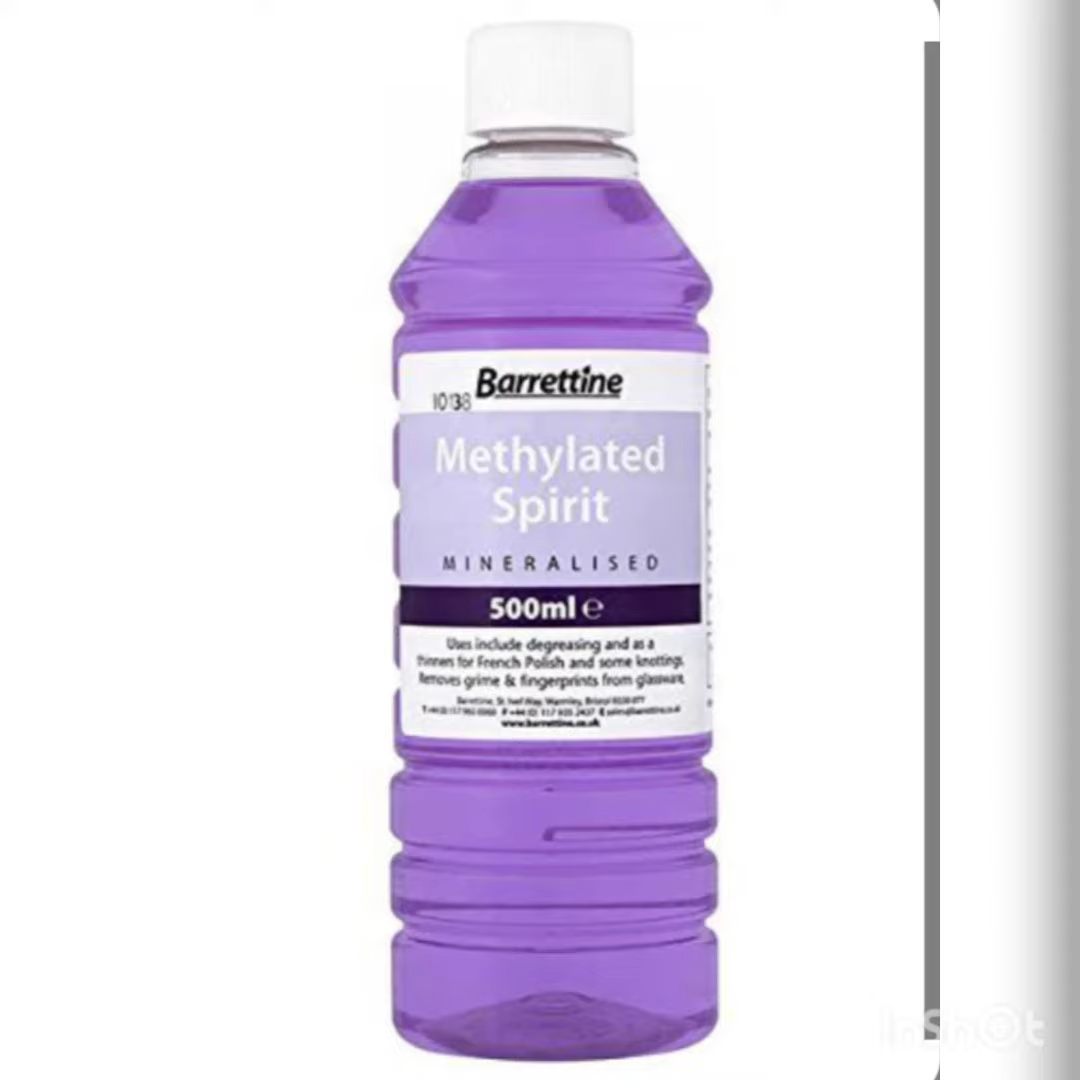 Barrettine
10138
Methylated
Spirit
MINERALISED
500ml ℮
Uses include degreasing and as a
thinners for French Polish and some knottings.
Removes grime & fingerprints from glassware.
www.barrettine.co.uk
InShot